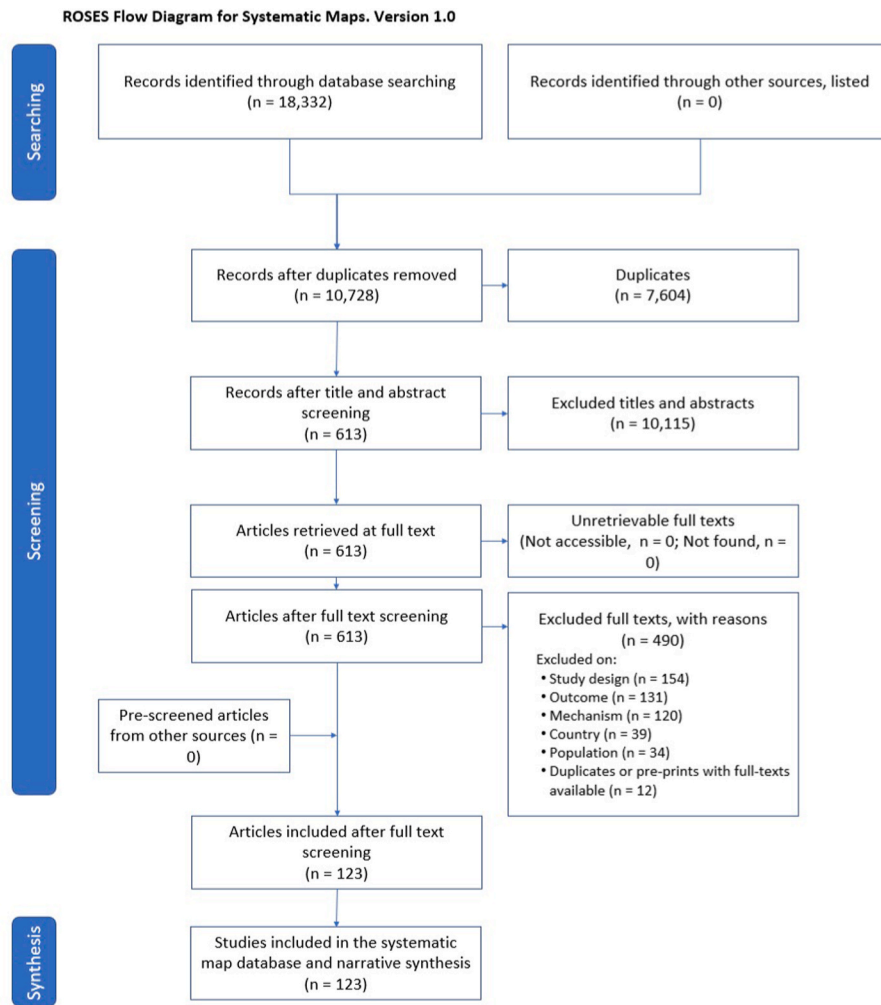 ROSES Flow Diagram for Systematic Maps. Version 1.0
Searching
Records identified through database searching
(n = 18,332)
Records identified through other sources, listed
(n = 0)
Screening
Records after duplicates removed
(n = 10,728)
Duplicates
(n = 7,604)
Records after title and abstract
screening
(n = 613)
Excluded titles and abstracts
(n = 10,115)
Articles retrieved at full text
(n = 613)
Unretrievable full texts
(Not accessible, n = 0; Not found, n =
0)
Articles after full text screening
(n = 613)
Excluded full texts, with reasons
(n = 490)
Excluded on:
• Study design (n = 154)
• Outcome (n = 131)
• Mechanism (n = 120)
• Country (n = 39)
• Population (n = 34)
• Duplicates or pre-prints with full-texts
available (n = 12)
Pre-screened articles
from other sources (n =
0)
Articles included after full text
screening
(n = 123)
Synthesis
Studies included in the systematic
map database and narrative synthesis
(n = 123)